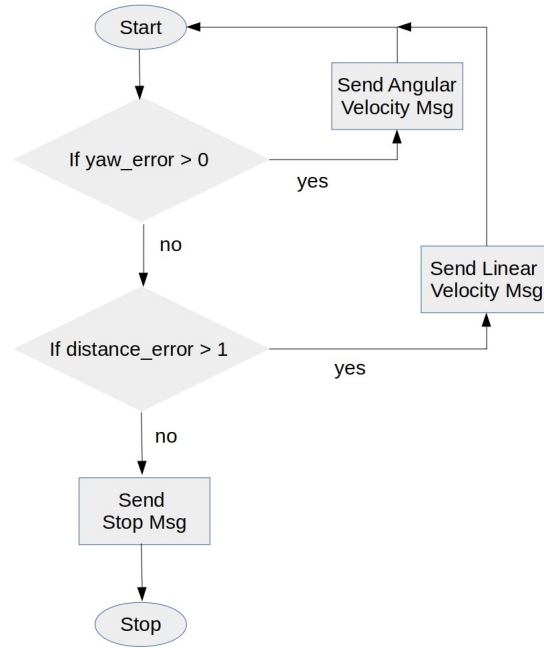 Start
Send Angular
Velocity Msg
If yaw_error > 0
yes
no
Send Linear
Velocity Msg
If distance_error > 1
yes
no
Send
Stop Msg
Stop